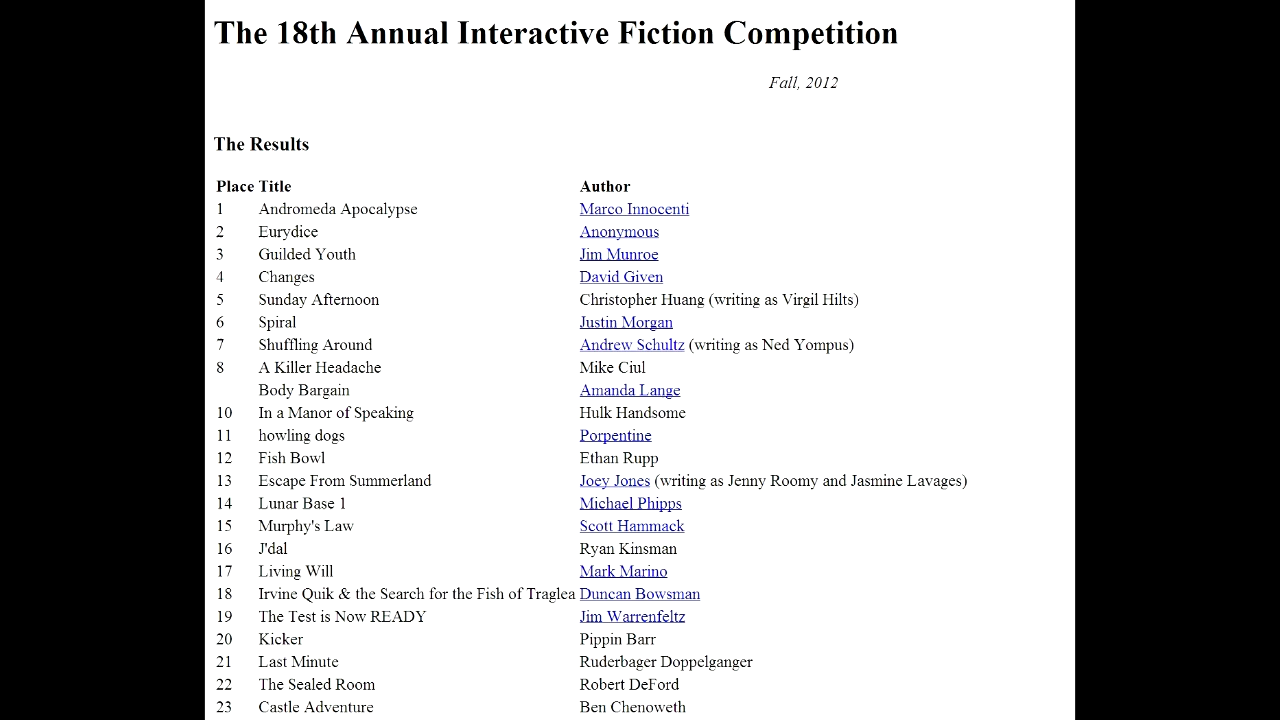 The 18th Annual Interactive Fiction Competition
Fall, 2012
The Results
Place Title Author
1 Andromeda Apocalypse Marco Innocenti
2 Eurydice Anonymous
3 Guilded Youth Jim Munroe
4 Changes David Given
5 Sunday Afternoon Christopher Huang (writing as Virgil Hilts)
6 Spiral Justin Morgan
7 Shuffling Around Andrew Schultz (writing as Ned Yompus)
8 A Killer Headache Mike Ciul
Body Bargain Amanda Lange
10 In a Manor of Speaking Hulk Handsome
11 howling dogs Porpentine
12 Fish Bowl Ethan Rupp
13 Escape From Summerland Joey Jones (writing as Jenny Roomy and Jasmine Lavages)
14 Lunar Base 1 Michael Phipps
15 Murphy's Law Scott Hammack
16 J'dal Ryan Kinsman
17 Living Will Mark Marino
18 Irvine Quik & the Search for the Fish of Traglea Duncan Bowsman
19 The Test is Now READY Jim Warrenfeltz
20 Kicker Pippin Barr
21 Last Minute Ruderbager Doppelganger
22 The Sealed Room Robert DeFord
23 Castle Adventure Ben Chenoweth